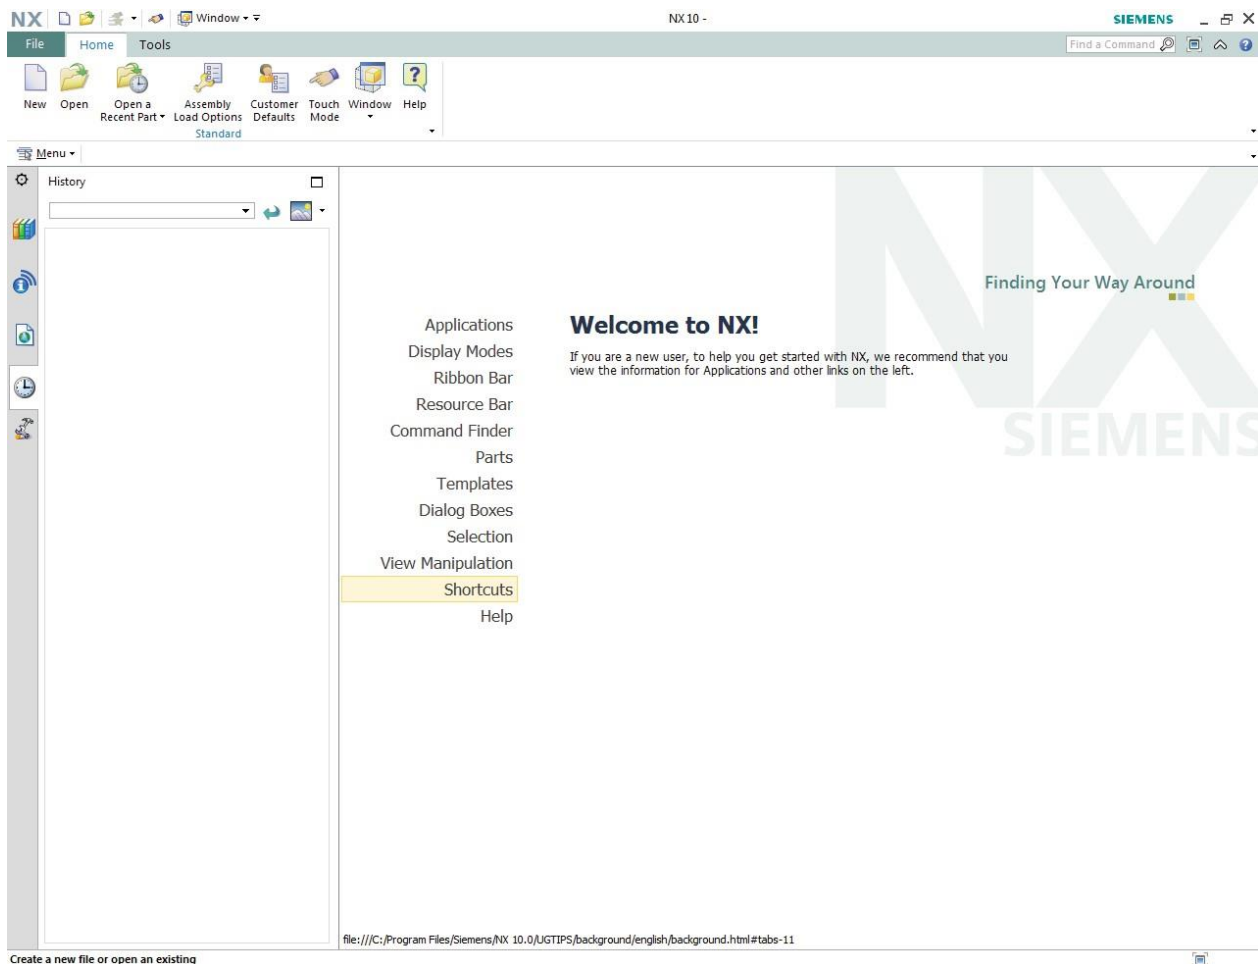 NX Window NX 10 - SIEMENS
File Home Tools Find a Command
New Open Open a Recent Part Assembly Load Options Customer Defaults Touch Mode Window Help
Standard
Menu
History
NX
SIEMENS
Finding Your Way Around
Applications
Display Modes
Ribbon Bar
Resource Bar
Command Finder
Parts
Templates
Dialog Boxes
Selection
View Manipulation
Shortcuts
Help
Welcome to NX!
If you are a new user, to help you get started with NX, we recommend that you
view the information for Applications and other links on the left.
file:///C:/Program Files/Siemens/NX 10.0/UGTIPS/background/english/background.html#tabs-11
Create a new file or open an existing